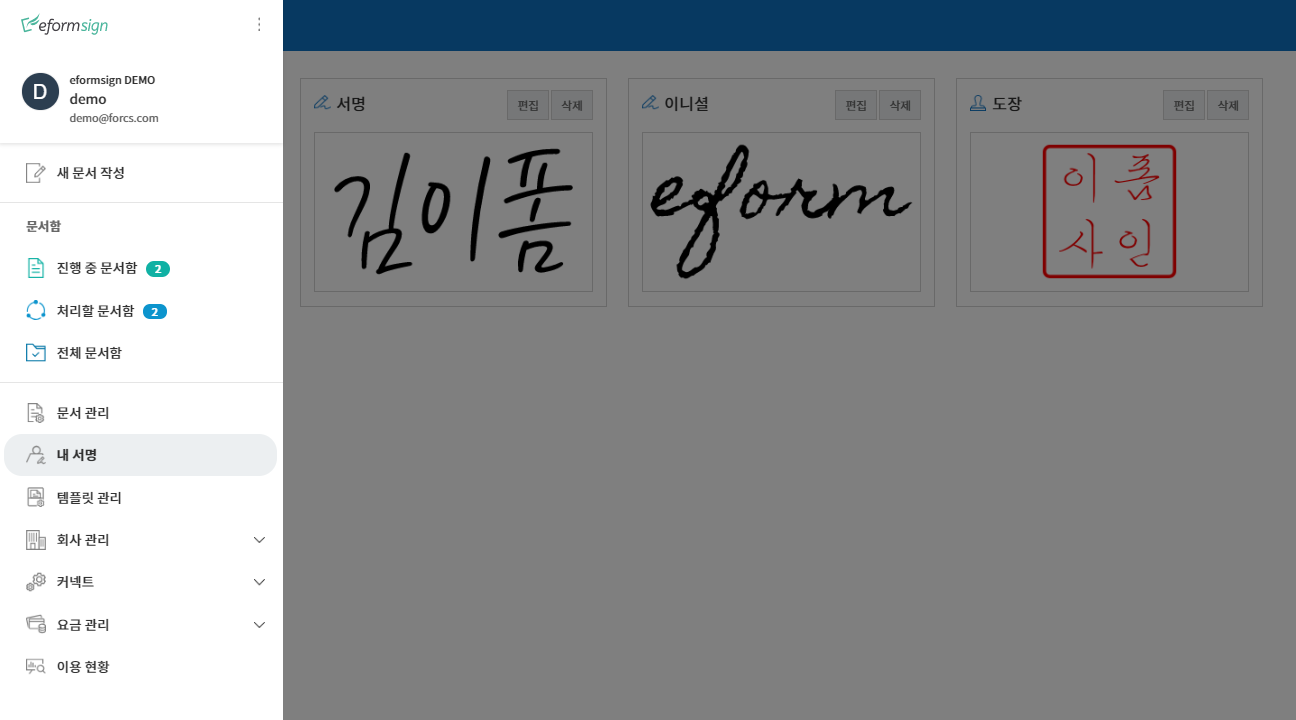 eformsign
D
eformsign DEMO
demo
demo@forcs.com
새 문서 작성
문서함
진행 중 문서함 2
처리할 문서함 2
전체 문서함
문서 관리
내 서명
템플릿 관리
회사 관리
커넥트
요금 관리
이용 현황
서명 편집 삭제
김이폼
이니셜 편집 삭제
eform
도장 편집 삭제
이 폼
사 인